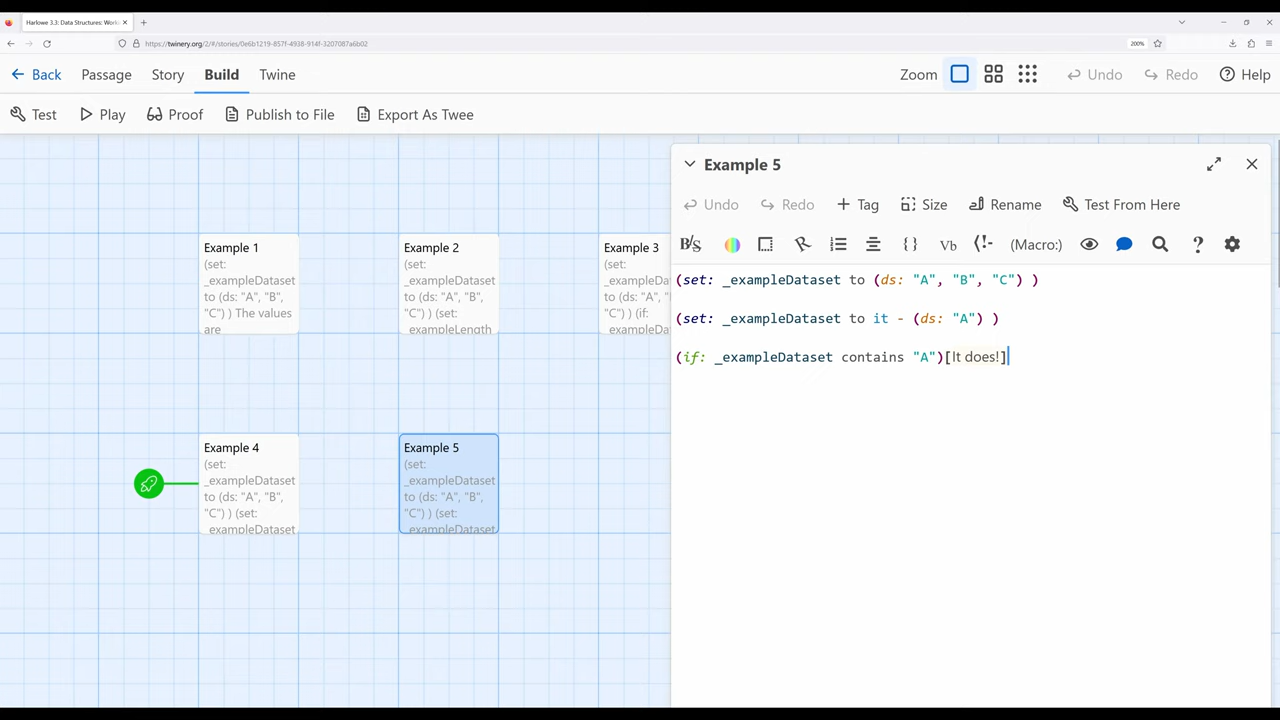 Harlowe 3.3: Data Structures: Work
https://twinery.org/2/#/stories/0e6b1219-857f-4938-914f-3207087a6b02
200%
Back Passage Story Build Twine Zoom Undo Redo Help
Test Play Proof Publish to File Export As Twee
Example 1
(set:
_exampleDataset
to (ds: "A", "B",
"C") ) The values
are
Example 2
(set:
_exampleDataset
to (ds: "A", "B",
"C") ) (set:
_exampleLength
Example 3
(set:
_exampleDa
to (ds: "A
"C") ) (if:
_exampleDa
Example 4
(set:
_exampleDataset
to (ds: "A", "B",
"C") ) (set:
_exampleDataset
Example 5
(set:
_exampleDataset
to (ds: "A", "B",
"C") ) (set:
_exampleDataset
Example 5
Undo Redo Tag Size Rename Test From Here
(Macro:)
(set: _exampleDataset to (ds: "A", "B", "C") )
(set: _exampleDataset to it - (ds: "A") )
(if: _exampleDataset contains "A")[It does!]